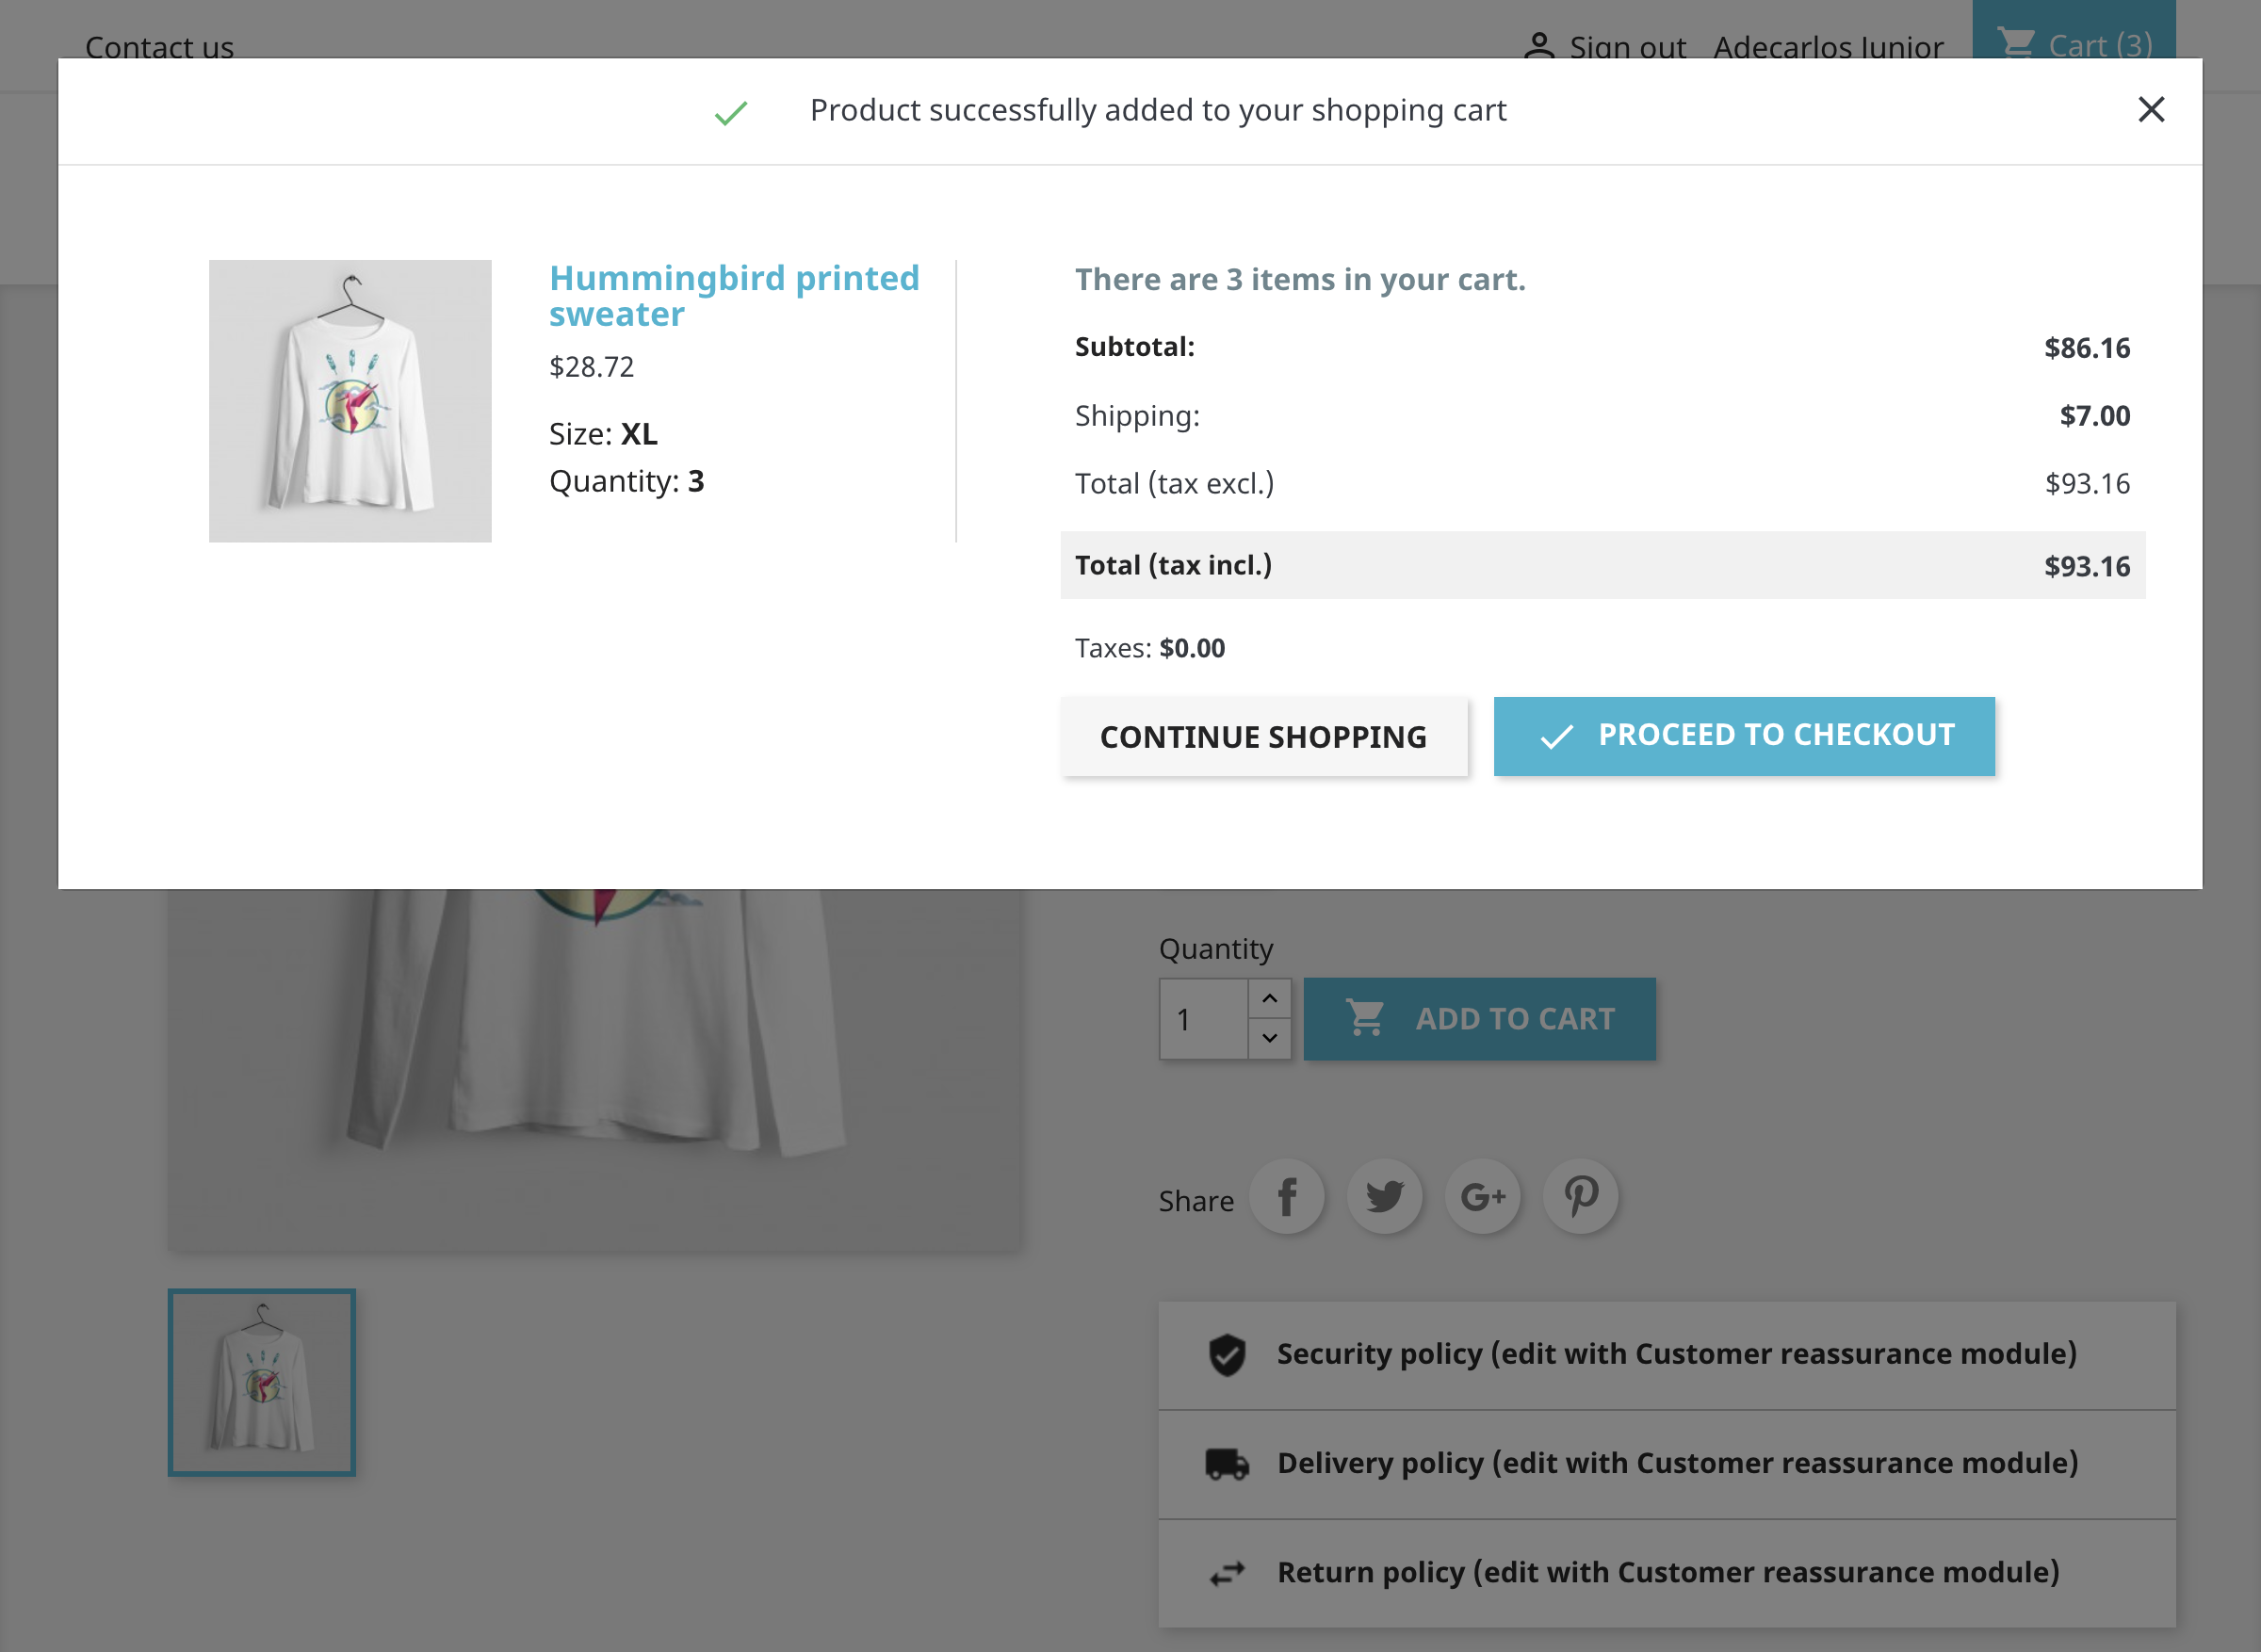 Contact us
Sign out Adecarlos Junior Cart (3)
Product successfully added to your shopping cart
Hummingbird printed
sweater
$28.72
Size: XL
Quantity: 3
There are 3 items in your cart.
Subtotal: $86.16
Shipping: $7.00
Total (tax excl.) $93.16
Total (tax incl.) $93.16
Taxes: $0.00
CONTINUE SHOPPING PROCEED TO CHECKOUT
Quantity
1 ADD TO CART
Share
Security policy (edit with Customer reassurance module)
Delivery policy (edit with Customer reassurance module)
Return policy (edit with Customer reassurance module)